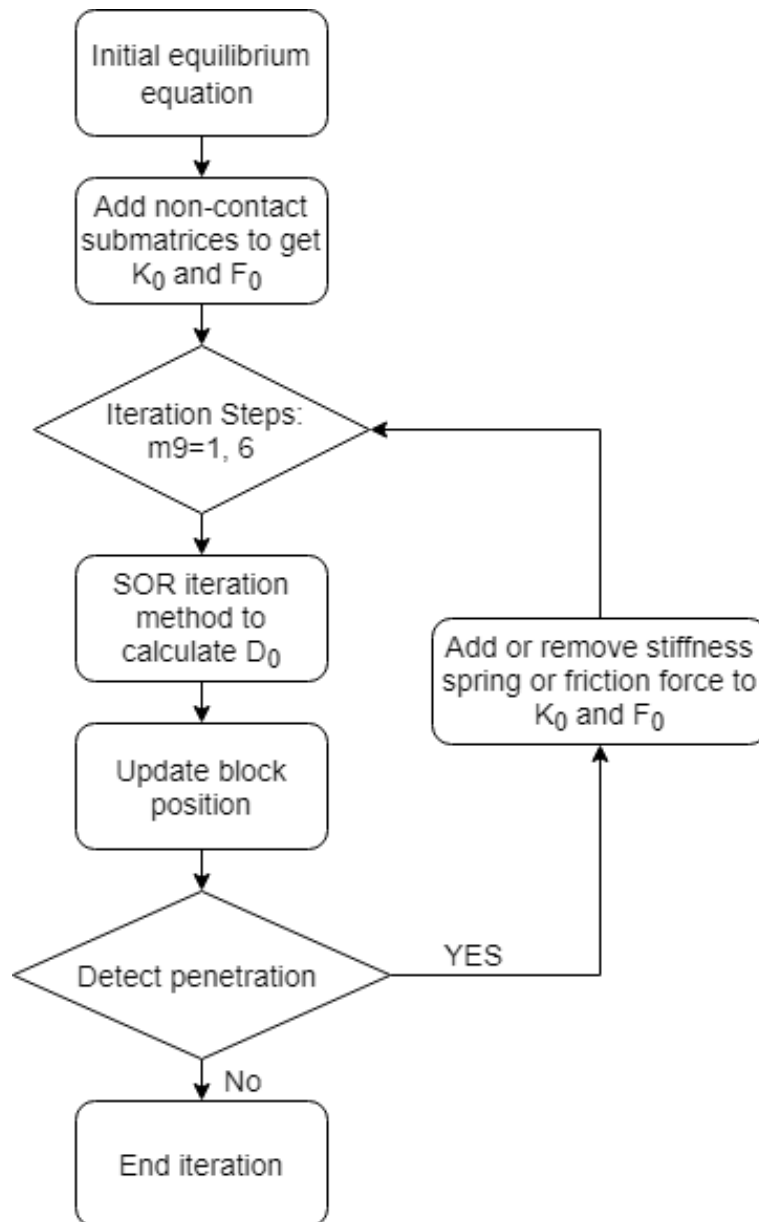 Initial equilibrium
equation
Add non-contact
submatrices to get
K₀ and F₀
Iteration Steps:
m9=1, 6
SOR iteration
method to
calculate D₀
Add or remove stiffness
spring or friction force to
K₀ and F₀
Update block
position
Detect penetration
YES
No
End iteration